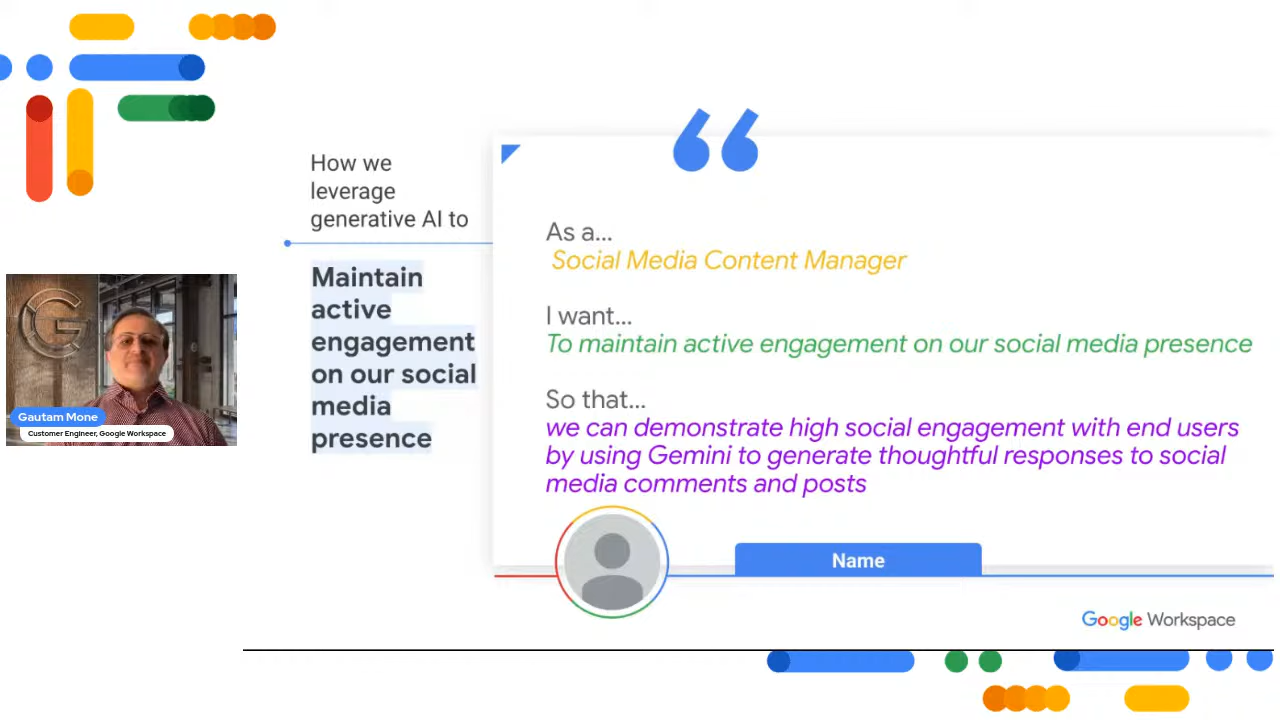 How we
leverage
generative AI to
Maintain
active
engagement
on our social
media
presence
As a...
Social Media Content Manager
I want...
To maintain active engagement on our social media presence
So that...
we can demonstrate high social engagement with end users
by using Gemini to generate thoughtful responses to social
media comments and posts
Name
Google Workspace
Gautam Mone
Customer Engineer, Google Workspace